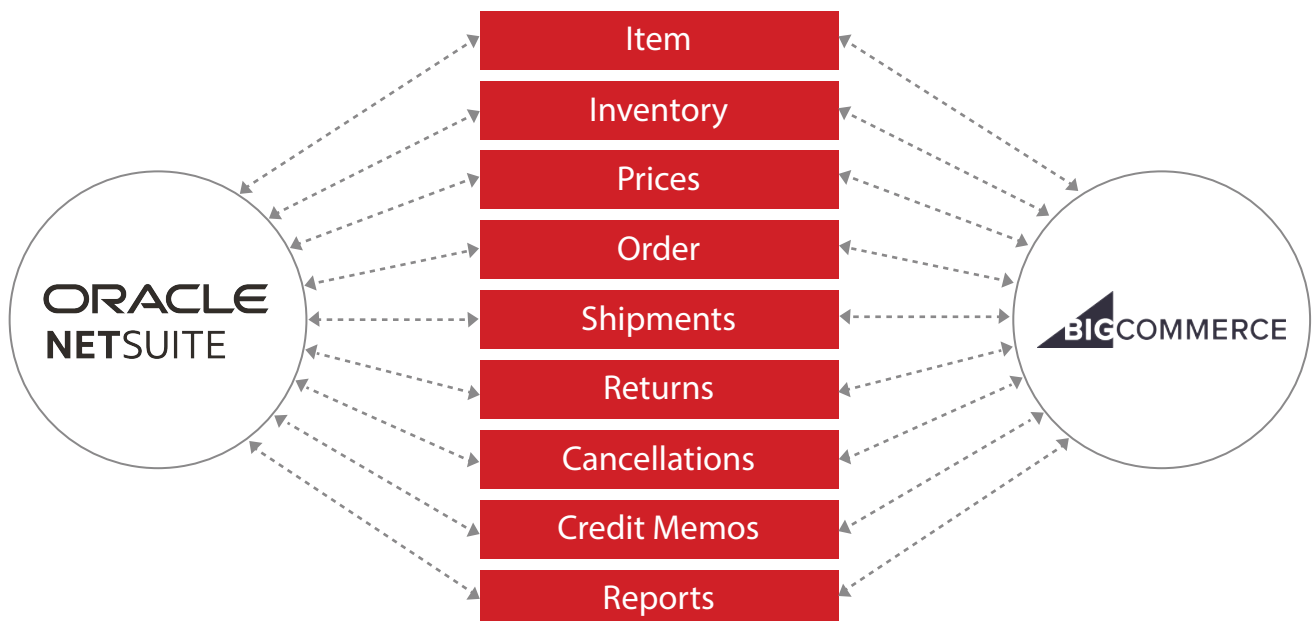 Item
Inventory
Prices
Order
Shipments
Returns
Cancellations
Credit Memos
Reports
ORACLE
NETSUITE
BIGCOMMERCE